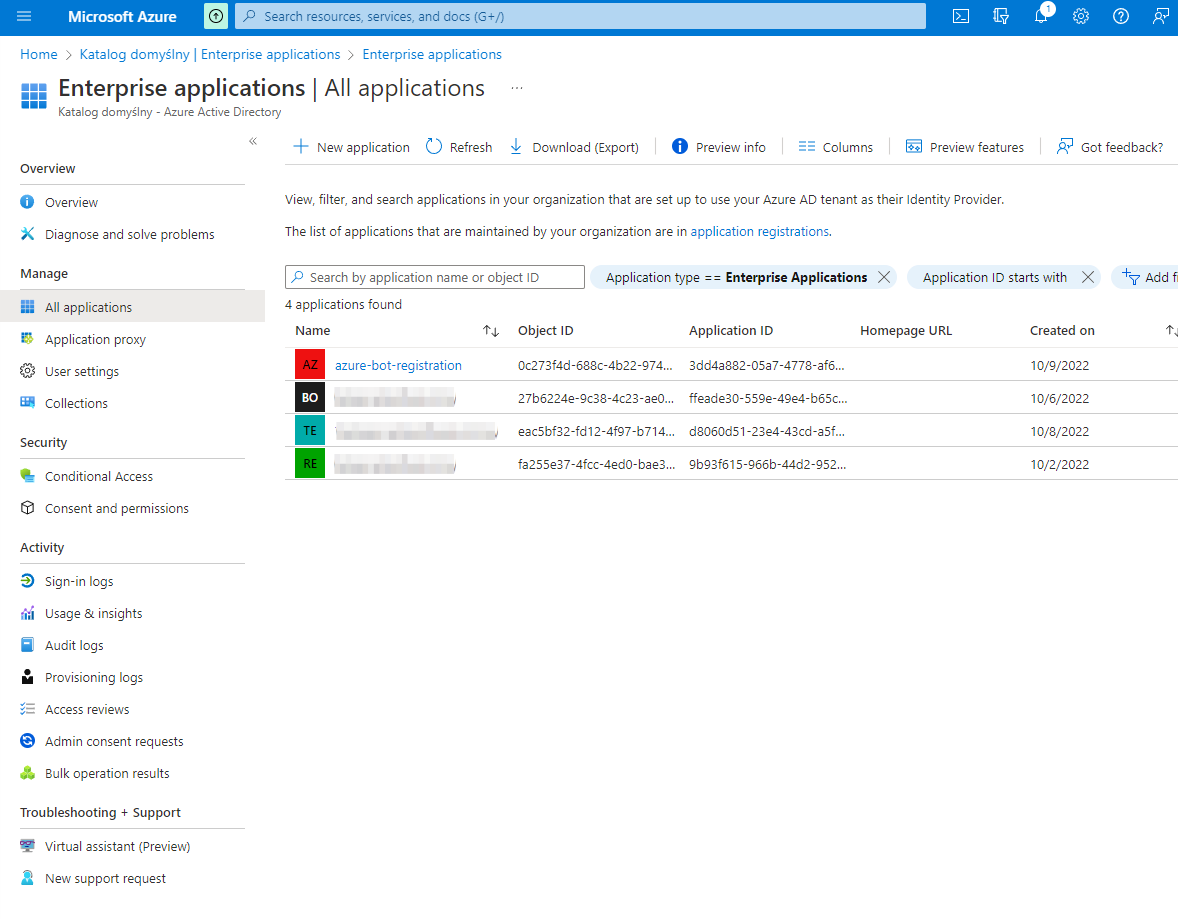 Microsoft Azure
Search resources, services, and docs (G+/)
1
Home > Katalog domyślny | Enterprise applications > Enterprise applications
Enterprise applications | All applications ...
Katalog domyślny - Azure Active Directory
«
New application Refresh Download (Export) Preview info Columns Preview features Got feedback?
Overview
Overview
Diagnose and solve problems
Manage
All applications
Application proxy
User settings
Collections
Security
Conditional Access
Consent and permissions
Activity
Sign-in logs
Usage & insights
Audit logs
Provisioning logs
Access reviews
Admin consent requests
Bulk operation results
Troubleshooting + Support
Virtual assistant (Preview)
New support request
View, filter, and search applications in your organization that are set up to use your Azure AD tenant as their Identity Provider.
The list of applications that are maintained by your organization are in application registrations.
Search by application name or object ID Application type == Enterprise Applications Application ID starts with Add fi
4 applications found
Name Object ID Application ID Homepage URL Created on
AZ azure-bot-registration 0c273f4d-688c-4b22-974... 3dd4a882-05a7-4778-af6... 10/9/2022
BO 27b6224e-9c38-4c23-ae0... ffeade30-559e-49e4-b65c... 10/6/2022
TE eac5bf32-fd12-4f97-b714... d8060d51-23e4-43cd-a5f... 10/8/2022
RE fa255e37-4fcc-4ed0-bae3... 9b93f615-966b-44d2-952... 10/2/2022